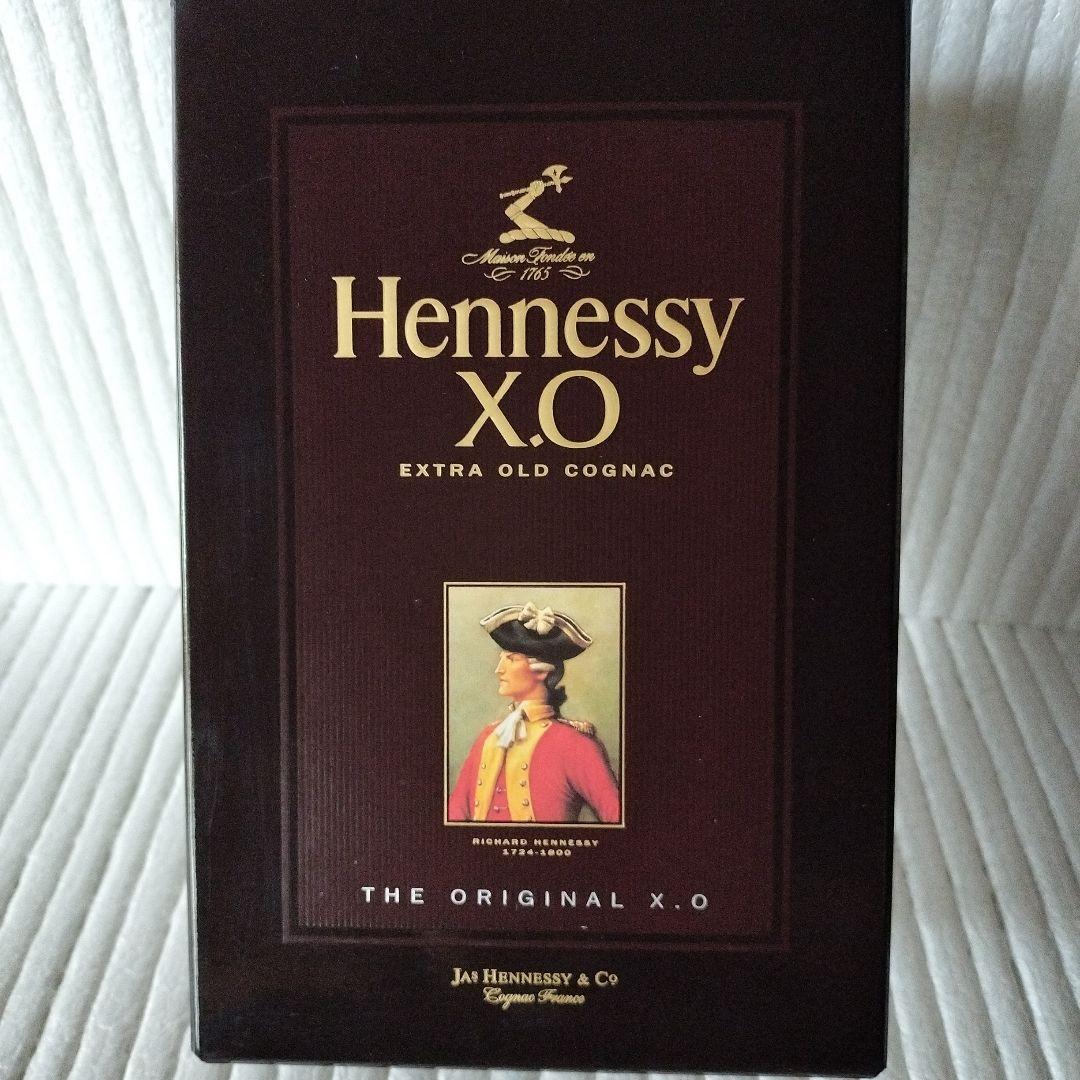 Maison Fondée en
1765
Hennessy
X.O
EXTRA OLD COGNAC
RICHARD HENNESSY
1724-1800
THE ORIGINAL X.O
JAS HENNESSY & CO
Cognac France